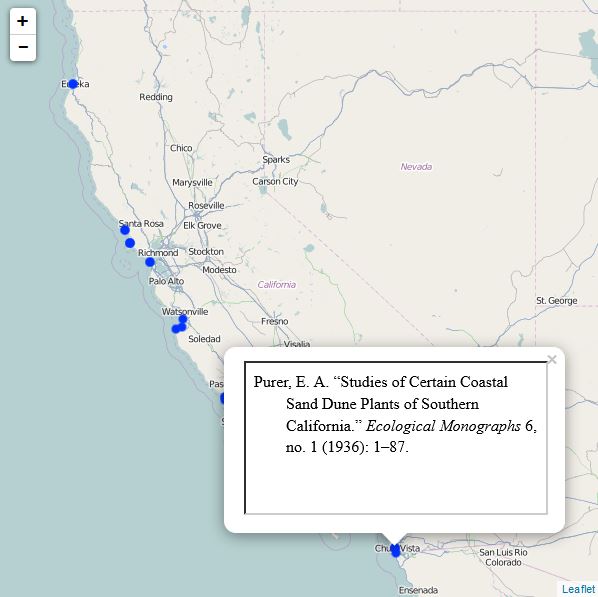 +
−
Eureka
Redding
Chico
Sparks
Carson City
Nevada
Marysville
Roseville
Santa Rosa
Elk Grove
Richmond
Stockton
Modesto
Palo Alto
California
St. George
Watsonville
Fresno
Soledad
Visalia
Pas
×
Purer, E. A. “Studies of Certain Coastal
Sand Dune Plants of Southern
California.” Ecological Monographs 6,
no. 1 (1936): 1–87.
Chula Vista
San Luis Rio
Colorado
Ensenada
Leaflet